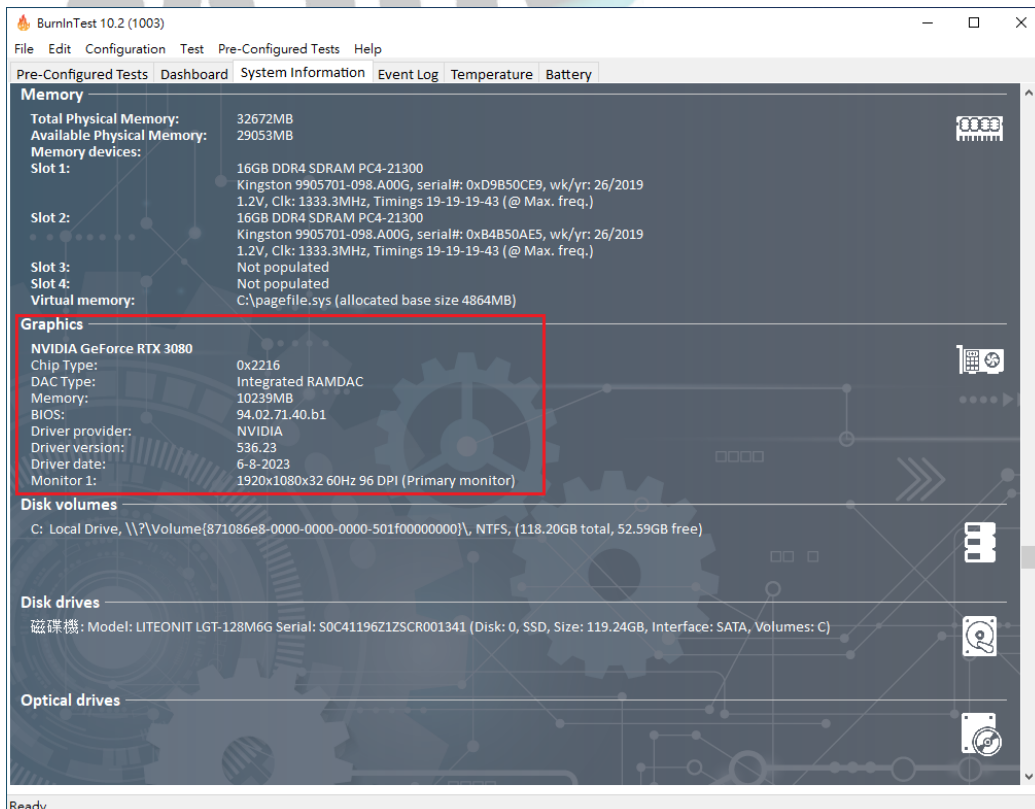 BurnInTest 10.2 (1003)
File Edit Configuration Test Pre-Configured Tests Help
Pre-Configured Tests Dashboard System Information Event Log Temperature Battery
Memory
Total Physical Memory: 32672MB
Available Physical Memory: 29053MB
Memory devices:
Slot 1: 16GB DDR4 SDRAM PC4-21300
Kingston 9905701-098.A00G, serial#: 0xD9B50CE9, wk/yr: 26/2019
1.2V, Clk: 1333.3MHz, Timings 19-19-19-43 (@ Max. freq.)
Slot 2: 16GB DDR4 SDRAM PC4-21300
Kingston 9905701-098.A00G, serial#: 0xB4B50AE5, wk/yr: 26/2019
1.2V, Clk: 1333.3MHz, Timings 19-19-19-43 (@ Max. freq.)
Slot 3: Not populated
Slot 4: Not populated
Virtual memory: C:\pagefile.sys (allocated base size 4864MB)
Graphics
NVIDIA GeForce RTX 3080
Chip Type: 0x2216
DAC Type: Integrated RAMDAC
Memory: 10239MB
BIOS: 94.02.71.40.b1
Driver provider: NVIDIA
Driver version: 536.23
Driver date: 6-8-2023
Monitor 1: 1920x1080x32 60Hz 96 DPI (Primary monitor)
Disk volumes
C: Local Drive, \\?\Volume{871086e8-0000-0000-0000-501f00000000}\, NTFS, (118.20GB total, 52.59GB free)
Disk drives
磁碟機: Model: LITEONIT LGT-128M6G Serial: S0C41196Z1ZSCR001341 (Disk: 0, SSD, Size: 119.24GB, Interface: SATA, Volumes: C)
Optical drives
Ready